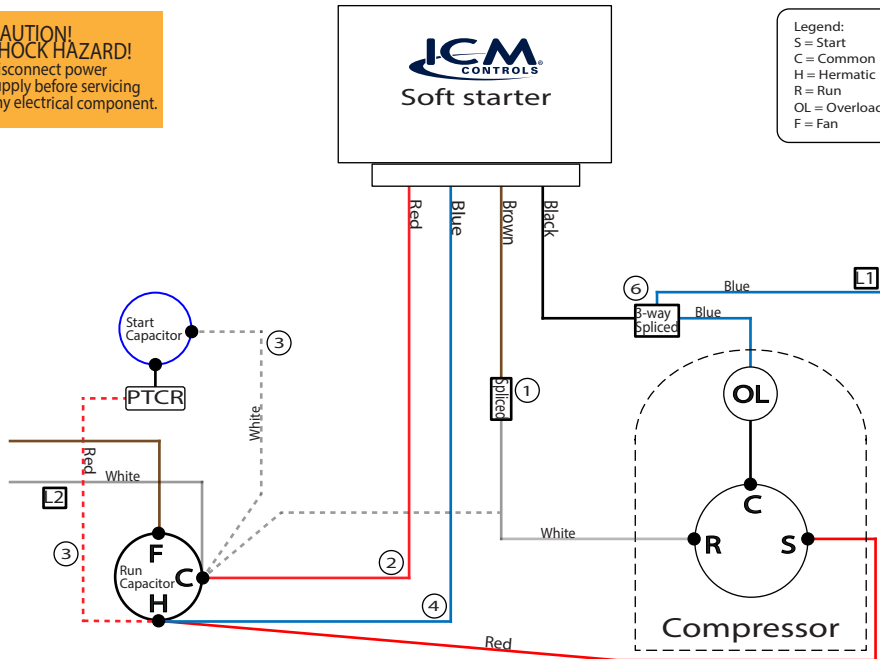 AUTION!
HOCK HAZARD!
isconnect power
upply before servicing
ny electrical component.
ICM
CONTROLS
Soft starter
Legend:
S = Start
C = Common
H = Hermatic
R = Run
OL = Overload
F = Fan
Red
Blue
Brown
Black
6
Blue
L1
3-way
Spliced
Blue
Start
Capacitor
3
PTCR
White
Spliced
1
OL
Red
White
L2
C
3
F
Run
Capacitor
C
H
2
4
White
R
S
Red
Compressor